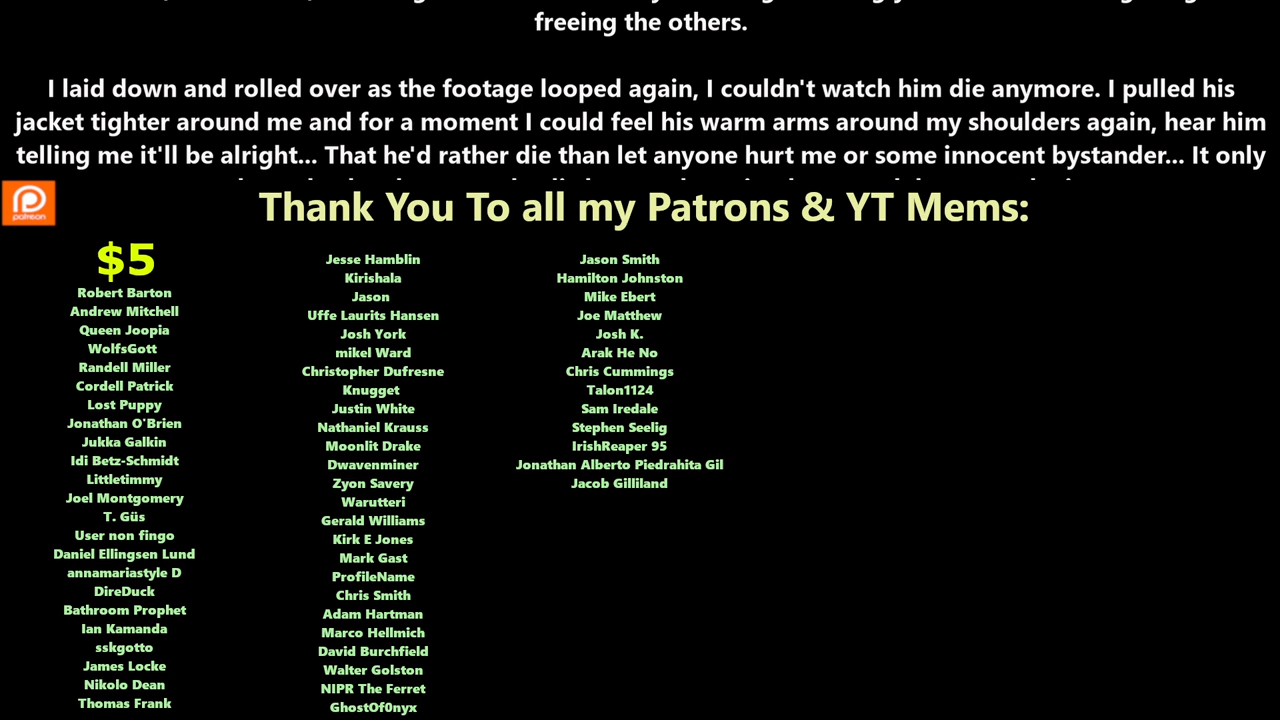 freeing the others.
I laid down and rolled over as the footage looped again, I couldn't watch him die anymore. I pulled his
jacket tighter around me and for a moment I could feel his warm arms around my shoulders again, hear him
telling me it'll be alright... That he'd rather die than let anyone hurt me or some innocent bystander... It only
patreon
Thank You To all my Patrons & YT Mems:
$5
Robert Barton
Andrew Mitchell
Queen Joopia
WolfsGott
Randell Miller
Cordell Patrick
Lost Puppy
Jonathan O'Brien
Jukka Galkin
Idi Betz-Schmidt
Littletimmy
Joel Montgomery
T. Güs
User non fingo
Daniel Ellingsen Lund
annamariastyle D
DireDuck
Bathroom Prophet
Ian Kamanda
sskgotto
James Locke
Nikolo Dean
Thomas Frank
Jesse Hamblin
Kirishala
Jason
Uffe Laurits Hansen
Josh York
mikel Ward
Christopher Dufresne
Knugget
Justin White
Nathaniel Krauss
Moonlit Drake
Dwavenminer
Zyon Savery
Warutteri
Gerald Williams
Kirk E Jones
Mark Gast
ProfileName
Chris Smith
Adam Hartman
Marco Hellmich
David Burchfield
Walter Golston
NIPR The Ferret
GhostOf0nyx
Jason Smith
Hamilton Johnston
Mike Ebert
Joe Matthew
Josh K.
Arak He No
Chris Cummings
Talon1124
Sam Iredale
Stephen Seelig
IrishReaper 95
Jonathan Alberto Piedrahita Gil
Jacob Gilliland